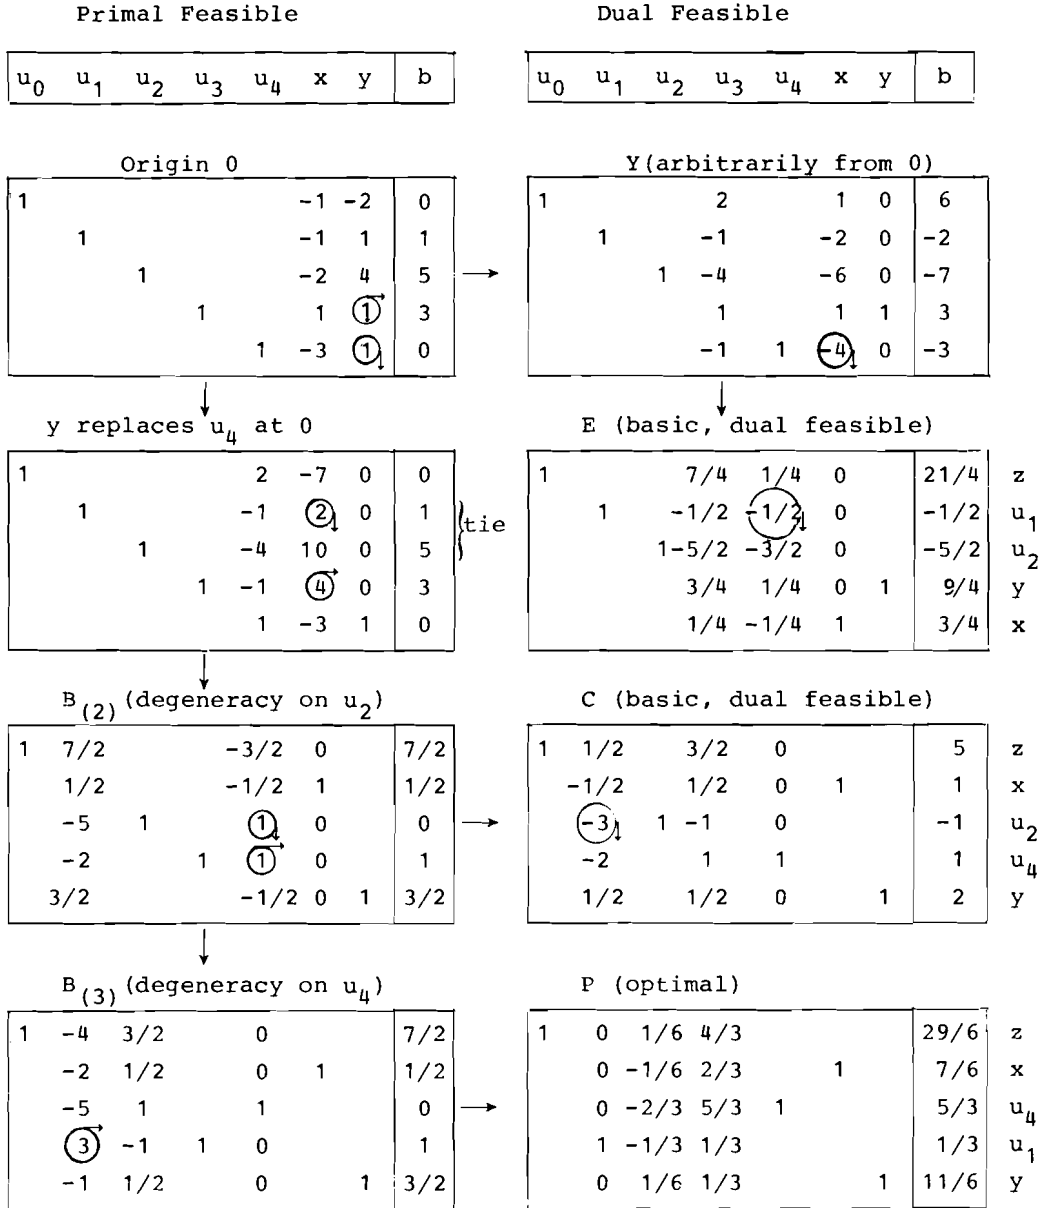 Primal Feasible
Dual Feasible
u0 u1 u2 u3 u4 x y b
u0 u1 u2 u3 u4 x y b
Origin 0
1 -1 -2 0
1 -1 1 1
1 -2 4 5
1 1 1 3
1 -3 1 0
Y(arbitrarily from 0)
1 2 1 0 6
1 -1 -2 0 -2
1 -4 -6 0 -7
1 1 1 3
-1 1 -4 0 -3
y replaces u4 at 0
1 2 -7 0 0
1 -1 2 0 1
1 -4 10 0 5
1 -1 4 0 3
1 -3 1 0
tie
E (basic, dual feasible)
1 7/4 1/4 0 21/4 z
1 -1/2 -1/2 0 -1/2 u1
1-5/2 -3/2 0 -5/2 u2
3/4 1/4 0 1 9/4 y
1/4 -1/4 1 3/4 x
B(2) (degeneracy on u2)
1 7/2 -3/2 0 7/2
1/2 -1/2 1 1/2
-5 1 1 0 0
-2 1 1 0 1
3/2 -1/2 0 1 3/2
C (basic, dual feasible)
1 1/2 3/2 0 5 z
-1/2 1/2 0 1 1 x
-3 1 -1 0 -1 u2
-2 1 1 1 u4
1/2 1/2 0 1 2 y
B(3) (degeneracy on u4)
1 -4 3/2 0 7/2
-2 1/2 0 1 1/2
-5 1 1 0
3 -1 1 0 1
-1 1/2 0 1 3/2
P (optimal)
1 0 1/6 4/3 29/6 z
0 -1/6 2/3 1 7/6 x
0 -2/3 5/3 1 5/3 u4
1 -1/3 1/3 1/3 u1
0 1/6 1/3 1 11/6 y